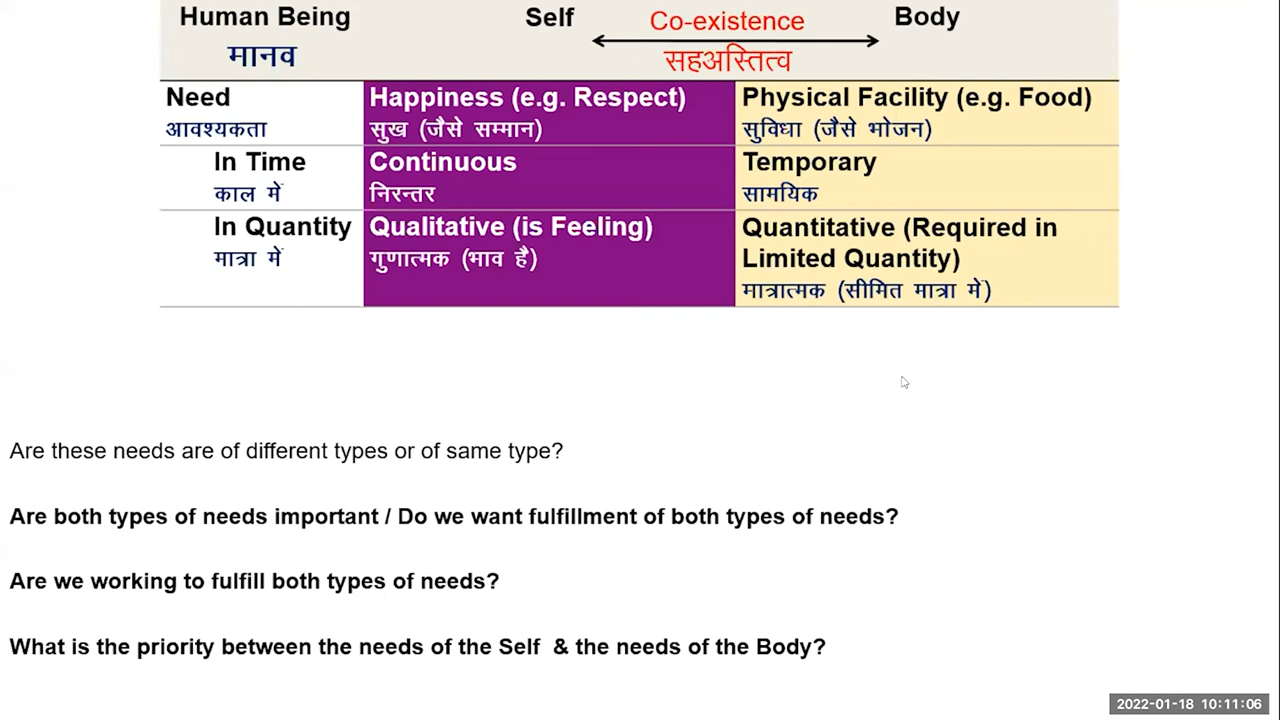 Human Being Self Co-existence Body
मानव सहअस्तित्व
Need Happiness (e.g. Respect) Physical Facility (e.g. Food)
आवश्यकता सुख (जैसे सम्मान) सुविधा (जैसे भोजन)
In Time Continuous Temporary
काल में निरन्तर सामयिक
In Quantity Qualitative (is Feeling) Quantitative (Required in
मात्रा में गुणात्मक (भाव है) Limited Quantity)
मात्रात्मक (सीमित मात्रा में)
Are these needs are of different types or of same type?
Are both types of needs important / Do we want fulfillment of both types of needs?
Are we working to fulfill both types of needs?
What is the priority between the needs of the Self & the needs of the Body?
2022-01-18 10:11:06